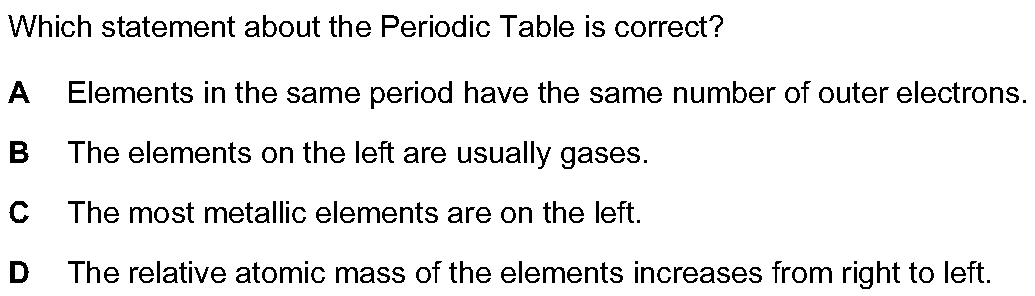 Which statement about the Periodic Table is correct?
A Elements in the same period have the same number of outer electrons.
B The elements on the left are usually gases.
C The most metallic elements are on the left.
D The relative atomic mass of the elements increases from right to left.